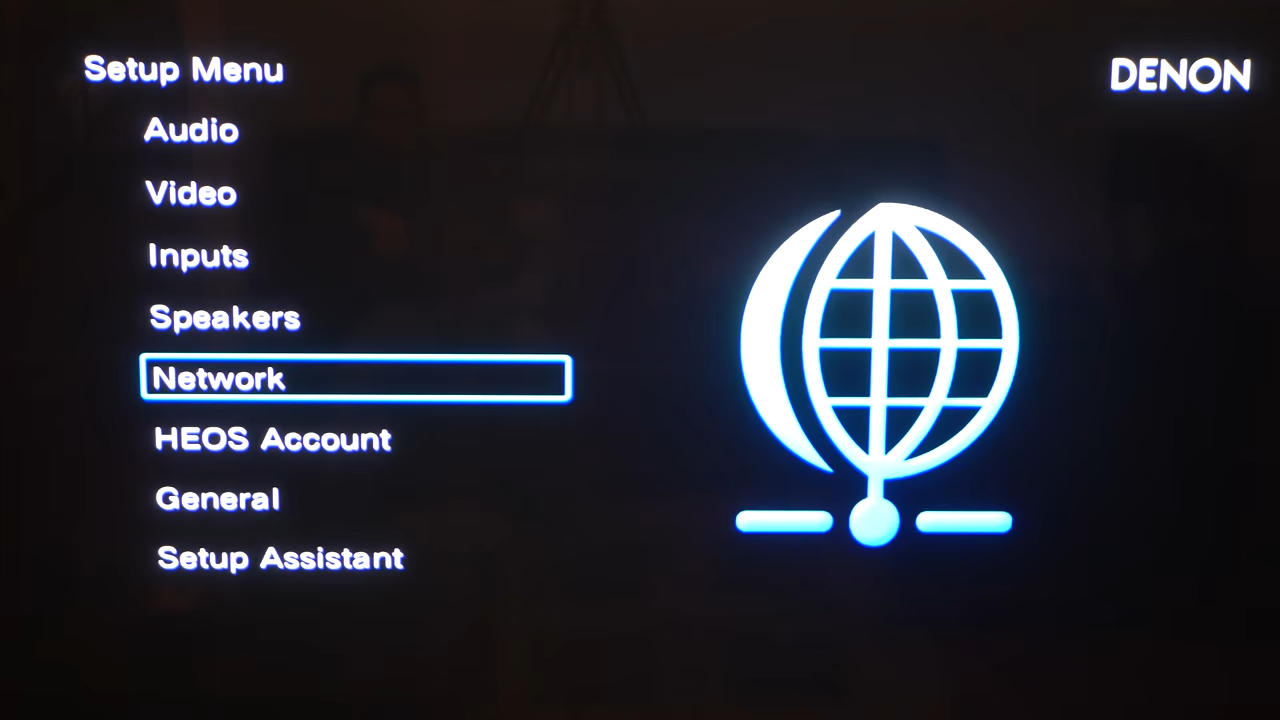 Setup Menu
DENON
Audio
Video
Inputs
Speakers
Network
HEOS Account
General
Setup Assistant